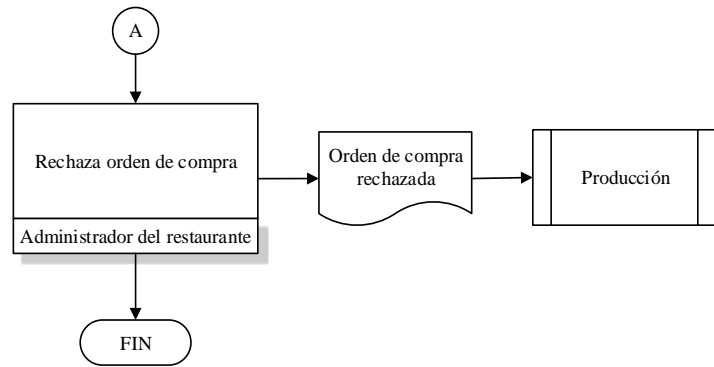 A
Rechaza orden de compra
Administrador del restaurante
Orden de compra
rechazada
Producción
FIN